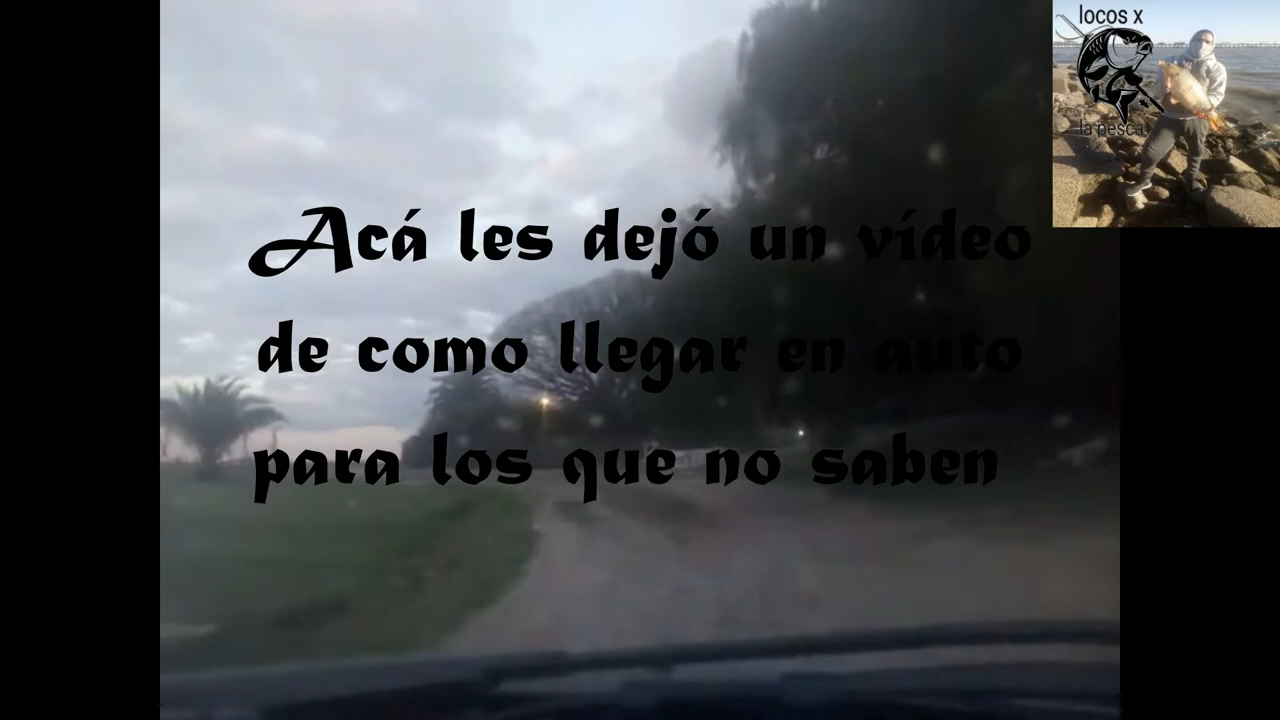 locos x
la pesca
Acá les dejó un vídeo
de como llegar en auto
para los que no saben